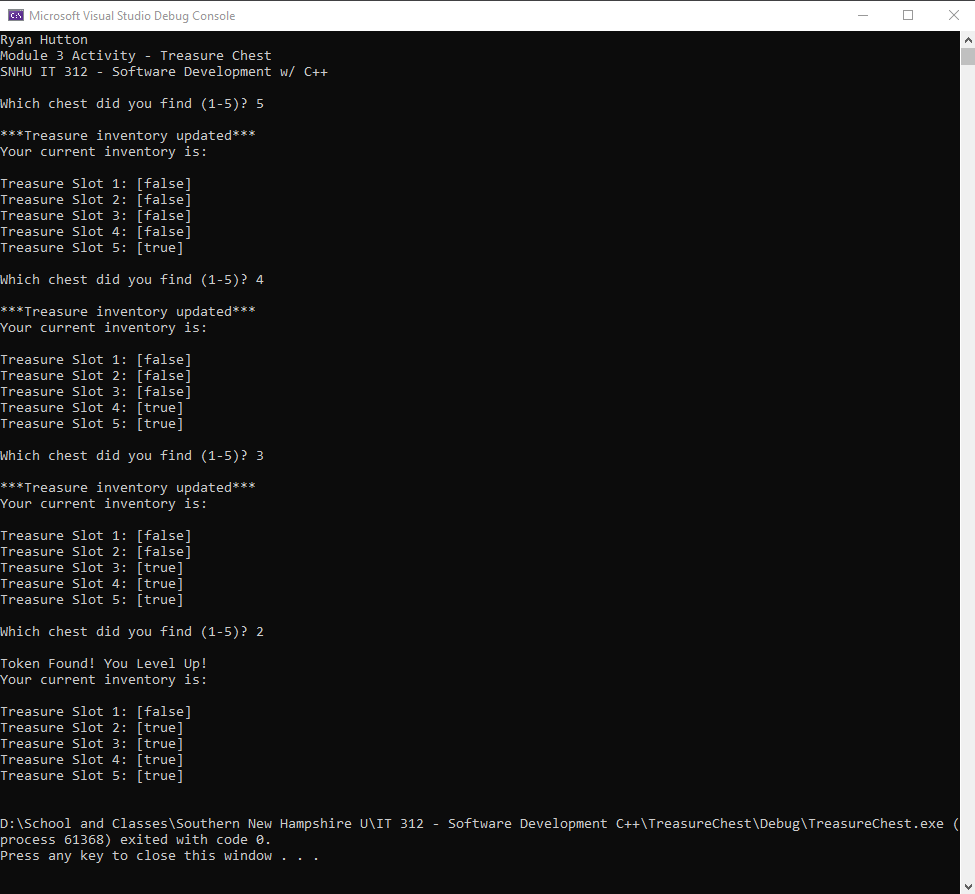 Microsoft Visual Studio Debug Console
Ryan Hutton
Module 3 Activity - Treasure Chest
SNHU IT 312 - Software Development w/ C++
Which chest did you find (1-5)? 5
***Treasure inventory updated***
Your current inventory is:
Treasure Slot 1: [false]
Treasure Slot 2: [false]
Treasure Slot 3: [false]
Treasure Slot 4: [false]
Treasure Slot 5: [true]
Which chest did you find (1-5)? 4
***Treasure inventory updated***
Your current inventory is:
Treasure Slot 1: [false]
Treasure Slot 2: [false]
Treasure Slot 3: [false]
Treasure Slot 4: [true]
Treasure Slot 5: [true]
Which chest did you find (1-5)? 3
***Treasure inventory updated***
Your current inventory is:
Treasure Slot 1: [false]
Treasure Slot 2: [false]
Treasure Slot 3: [true]
Treasure Slot 4: [true]
Treasure Slot 5: [true]
Which chest did you find (1-5)? 2
Token Found! You Level Up!
Your current inventory is:
Treasure Slot 1: [false]
Treasure Slot 2: [true]
Treasure Slot 3: [true]
Treasure Slot 4: [true]
Treasure Slot 5: [true]
D:\School and Classes\Southern New Hampshire U\IT 312 - Software Development C++\TreasureChest\Debug\TreasureChest.exe (
process 61368) exited with code 0.
Press any key to close this window . . .